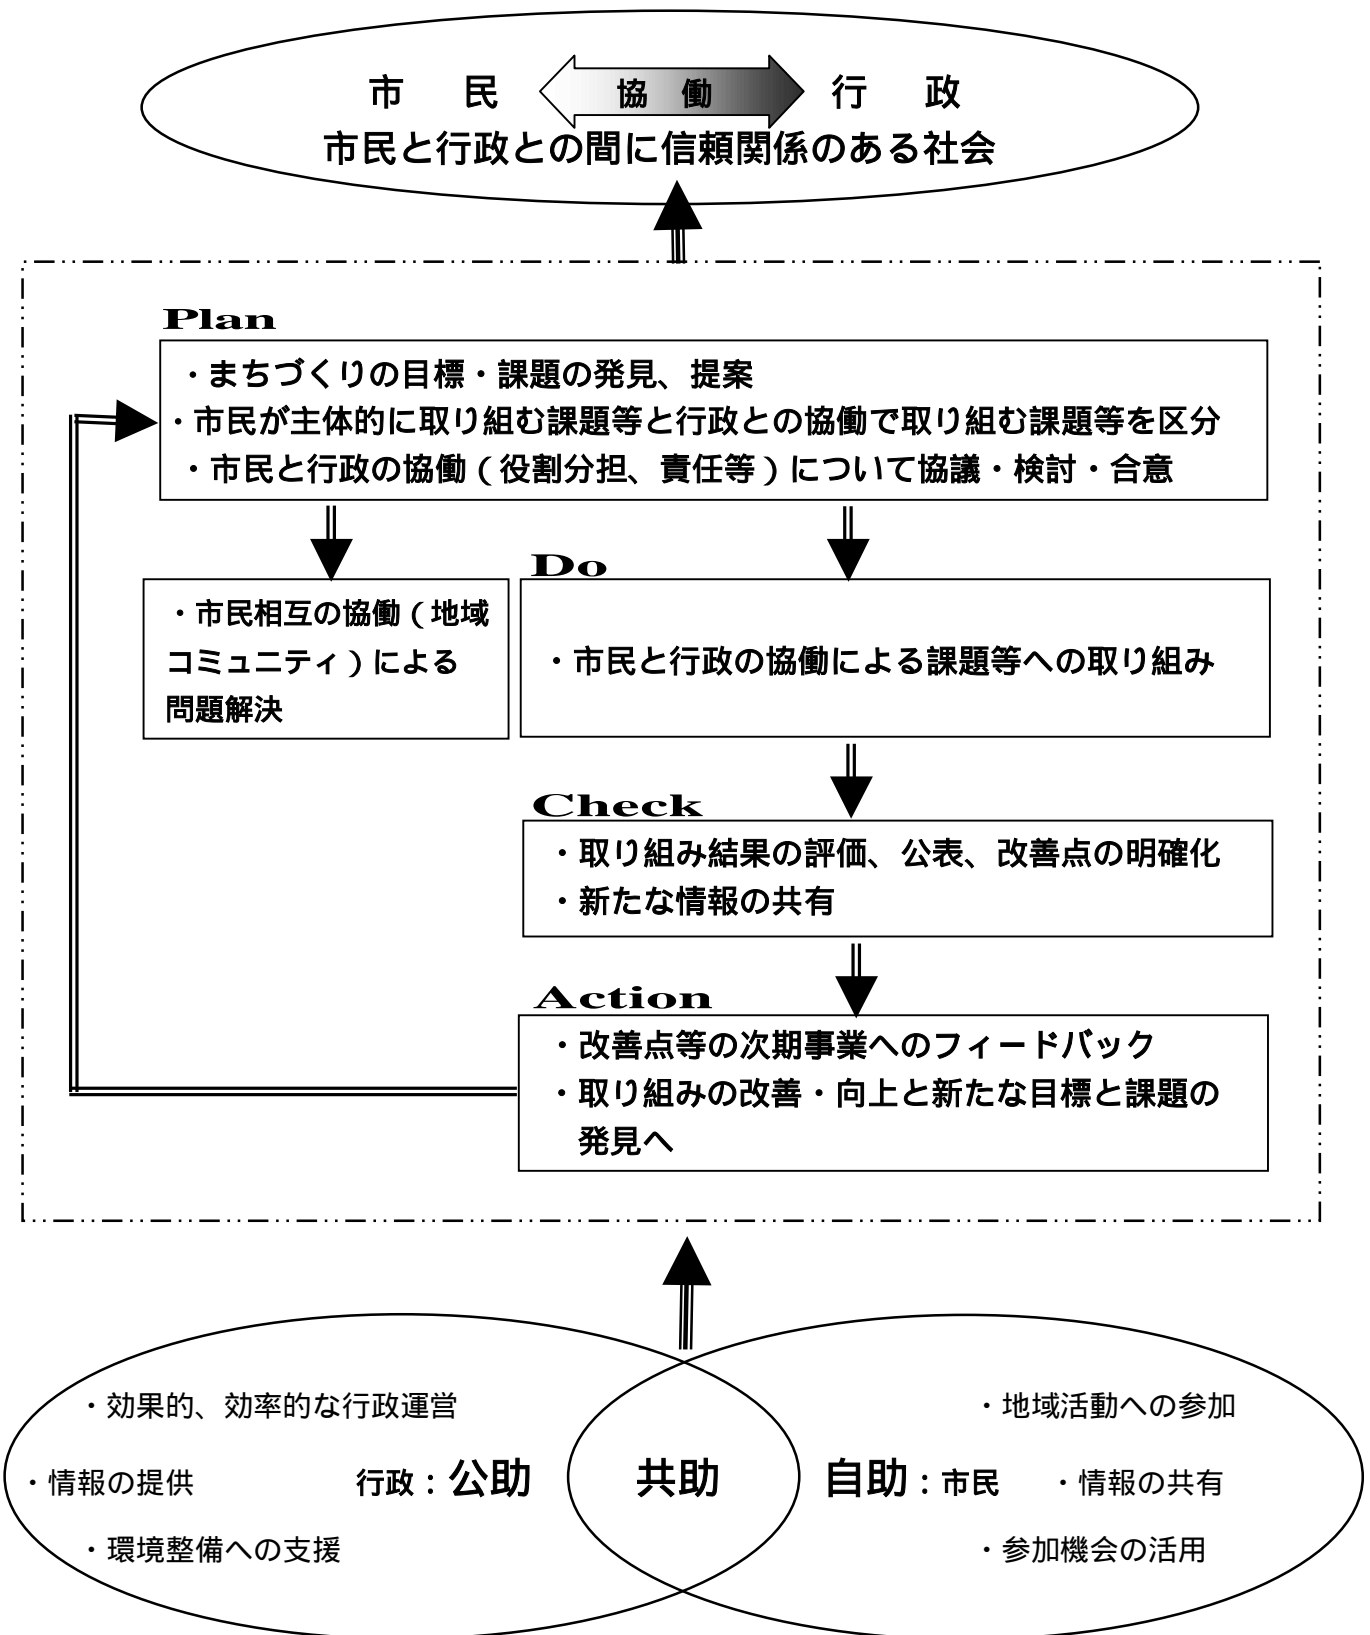 市　民　協　働　行　政
市民と行政との間に信頼関係のある社会
Plan
・まちづくりの目標・課題の発見、提案
・市民が主体的に取り組む課題等と行政との協働で取り組む課題等を区分
・市民と行政の協働（役割分担、責任等）について協議・検討・合意
・市民相互の協働（地域
コミュニティ）による
問題解決
Do
・市民と行政の協働による課題等への取り組み
Check
・取り組み結果の評価、公表、改善点の明確化
・新たな情報の共有
Action
・改善点等の次期事業へのフィードバック
・取り組みの改善・向上と新たな目標と課題の
発見へ
・効果的、効率的な行政運営
・情報の提供
行政：公助
・環境整備への支援
共助
・地域活動への参加
自助：市民
・情報の共有
・参加機会の活用